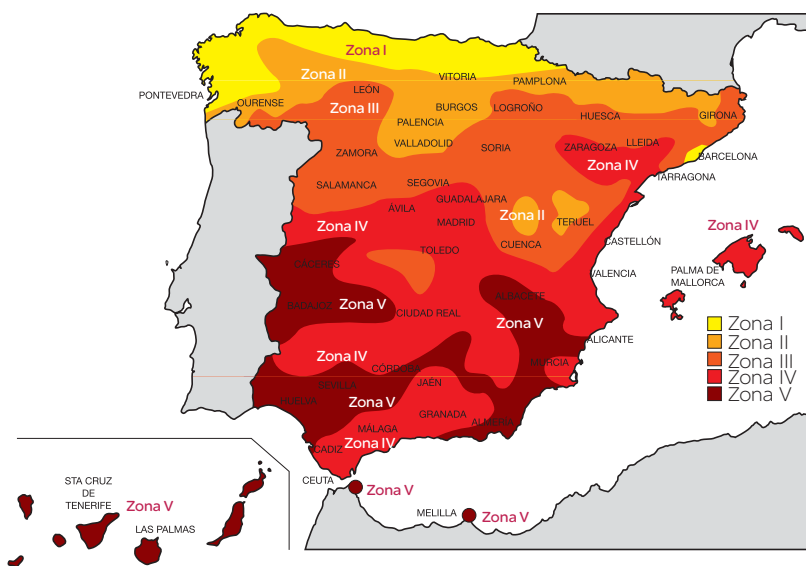 Zona I
Zona II
VITORIA
PAMPLONA
LEÓN
PONTEVEDRA
OURENSE
Zona III
BURGOS
LOGROÑO
HUESCA
GIRONA
PALENCIA
VALLADOLID
ZAMORA
SORIA
ZARAGOZA
LLEIDA
BARCELONA
Zona IV
TARRAGONA
SALAMANCA
SEGOVIA
GUADALAJARA
ÁVILA
MADRID
Zona II
TERUEL
Zona IV
Zona IV
CUENCA
CASTELLÓN
TOLEDO
CÁCERES
VALENCIA
PALMA DE
MALLORCA
BADAJOZ
Zona V
CIUDAD REAL
ALBACETE
Zona V
ALICANTE
Zona IV
MURCIA
CÓRDOBA
JAÉN
SEVILLA
HUELVA
Zona V
GRANADA
ALMERÍA
MÁLAGA
CÁDIZ
Zona IV
CEUTA
Zona V
MELILLA
Zona V
STA CRUZ
DE
TENERIFE
Zona V
LAS PALMAS
Zona I
Zona II
Zona III
Zona IV
Zona V